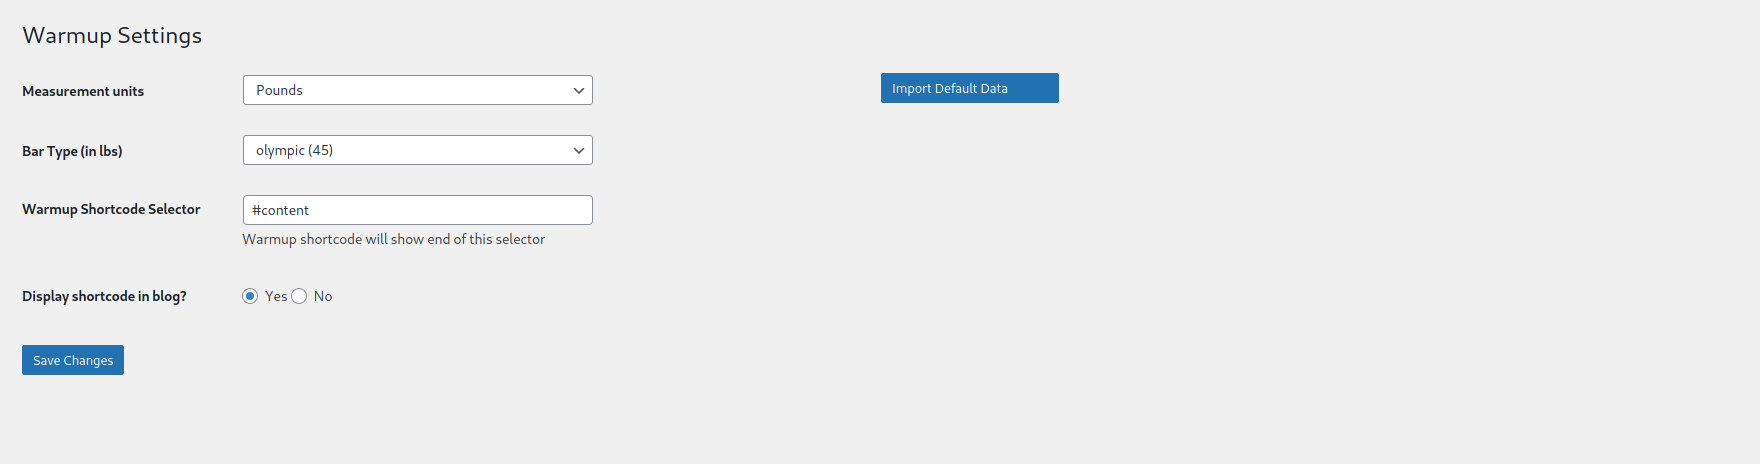 Warmup Settings
Measurement units
Pounds
Import Default Data
Bar Type (in lbs)
olympic (45)
Warmup Shortcode Selector
#content
Warmup shortcode will show end of this selector
Display shortcode in blog?
Yes No
Save Changes